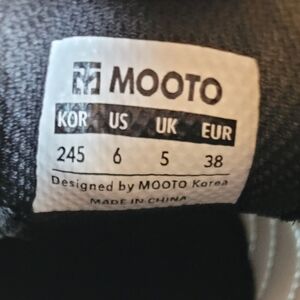 MOOTO
KOR US UK EUR
245 6 5 38
Designed by MOOTO Korea
MADE IN CHINA